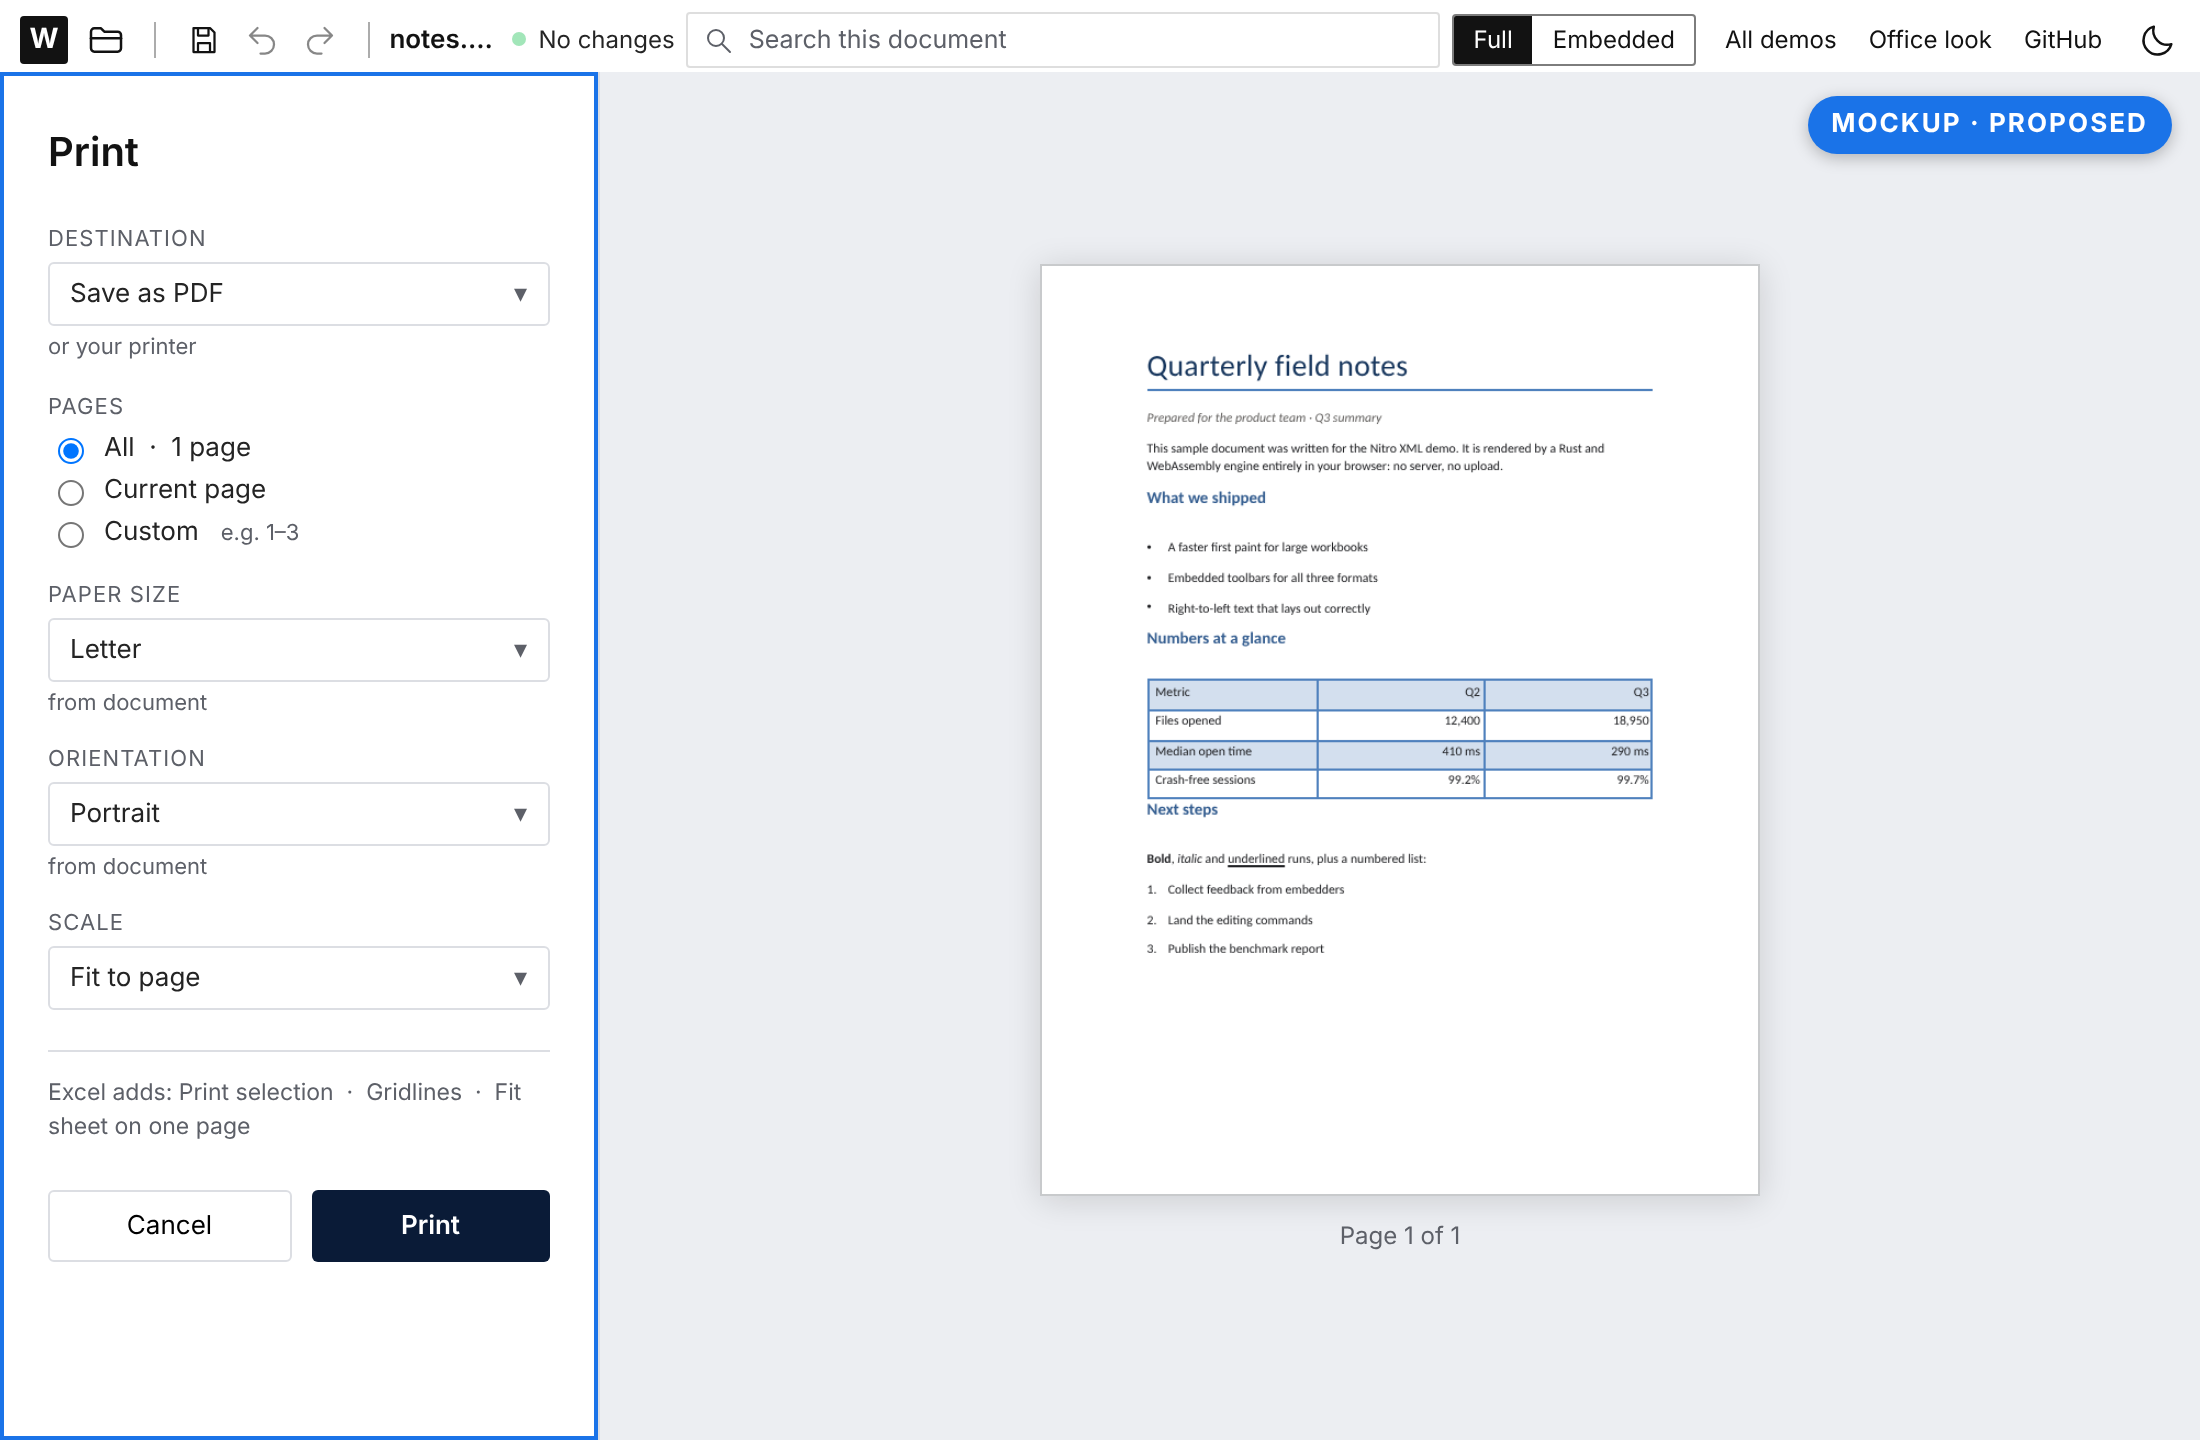 W notes.... No changes Search this document Full Embedded All demos Office look GitHub
MOCKUP · PROPOSED
Print
DESTINATION
Save as PDF
or your printer
PAGES
All · 1 page
Current page
Custom e.g. 1–3
PAPER SIZE
Letter
from document
ORIENTATION
Portrait
from document
SCALE
Fit to page
Excel adds: Print selection · Gridlines · Fit
sheet on one page
Cancel Print
Quarterly field notes
Prepared for the product team · Q3 summary
This sample document was written for the Nitro XML demo. It is rendered by a Rust and
WebAssembly engine entirely in your browser: no server, no upload.
What we shipped
• A faster first paint for large workbooks
• Embedded toolbars for all three formats
• Right-to-left text that lays out correctly
Numbers at a glance
Metric Q2 Q3
Files opened 12,400 18,950
Median open time 410 ms 290 ms
Crash-free sessions 99.2% 99.7%
Next steps
Bold, italic and underlined runs, plus a numbered list:
1. Collect feedback from embedders
2. Land the editing commands
3. Publish the benchmark report
Page 1 of 1